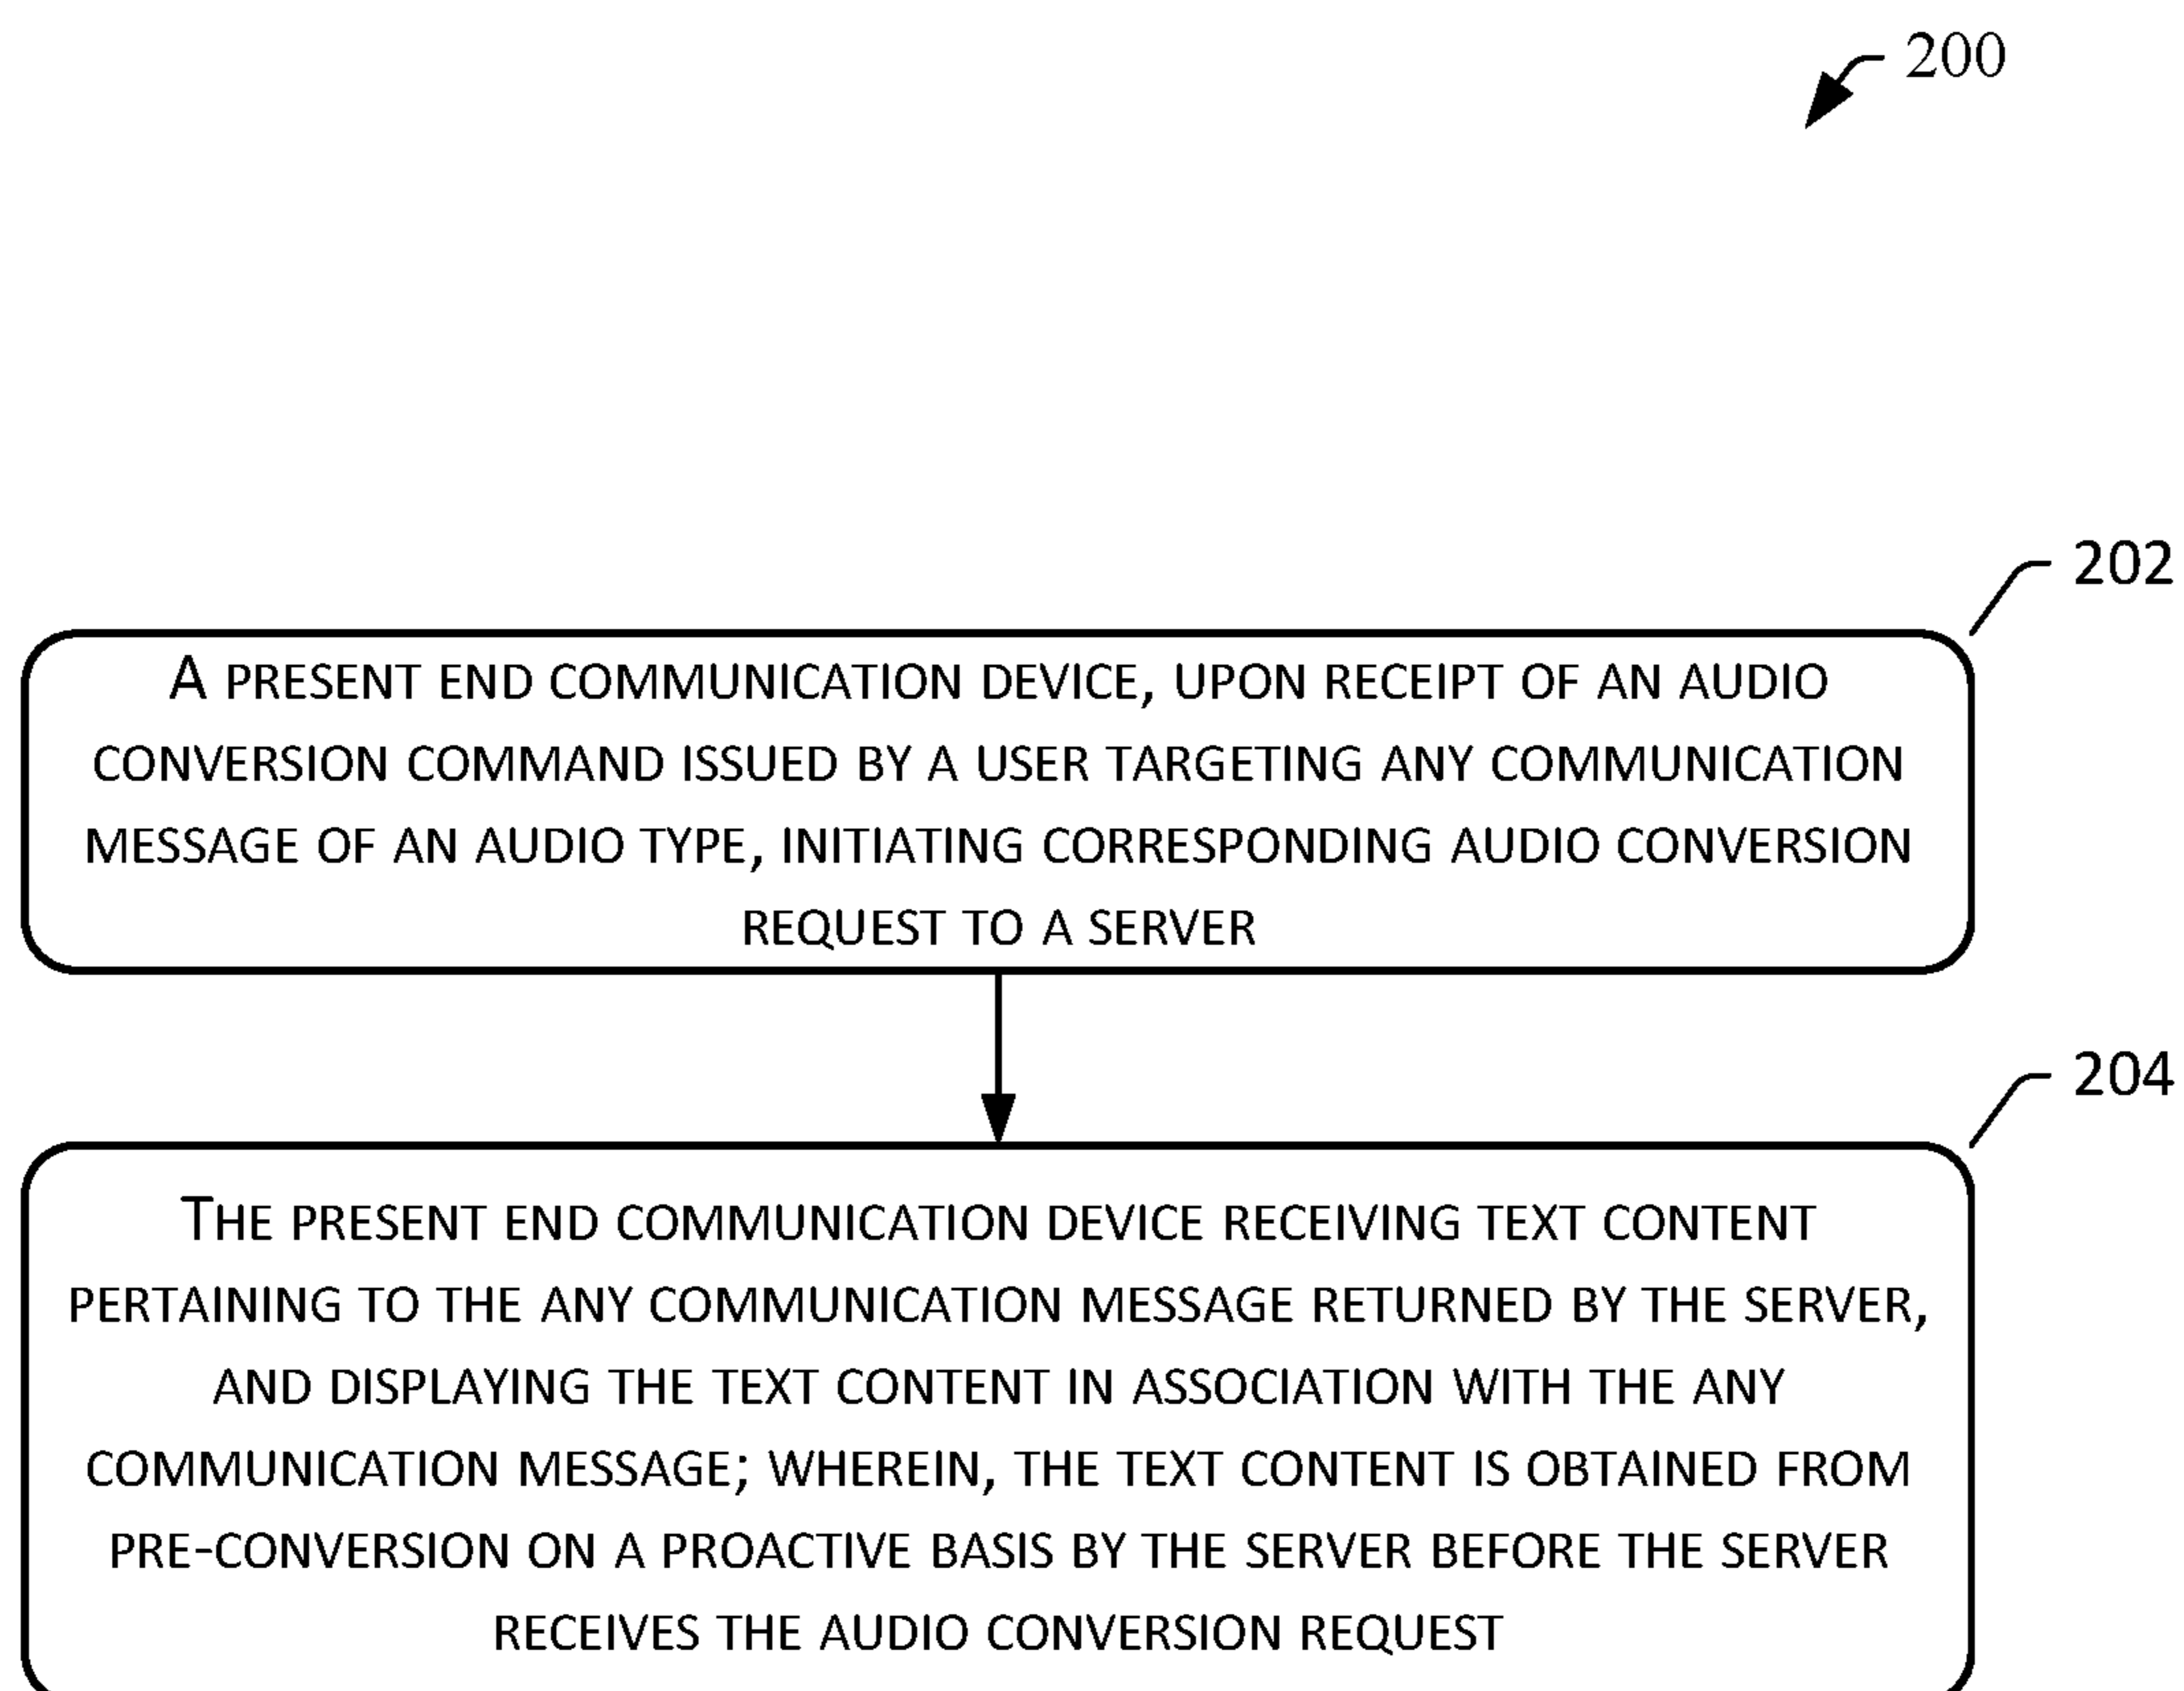 200
202
A PRESENT END COMMUNICATION DEVICE, UPON RECEIPT OF AN AUDIO
CONVERSION COMMAND ISSUED BY A USER TARGETING ANY COMMUNICATION
MESSAGE OF AN AUDIO TYPE, INITIATING CORRESPONDING AUDIO CONVERSION
REQUEST TO A SERVER
204
THE PRESENT END COMMUNICATION DEVICE RECEIVING TEXT CONTENT
PERTAINING TO THE ANY COMMUNICATION MESSAGE RETURNED BY THE SERVER,
AND DISPLAYING THE TEXT CONTENT IN ASSOCIATION WITH THE ANY
COMMUNICATION MESSAGE; WHEREIN, THE TEXT CONTENT IS OBTAINED FROM
PRE-CONVERSION ON A PROACTIVE BASIS BY THE SERVER BEFORE THE SERVER
RECEIVES THE AUDIO CONVERSION REQUEST